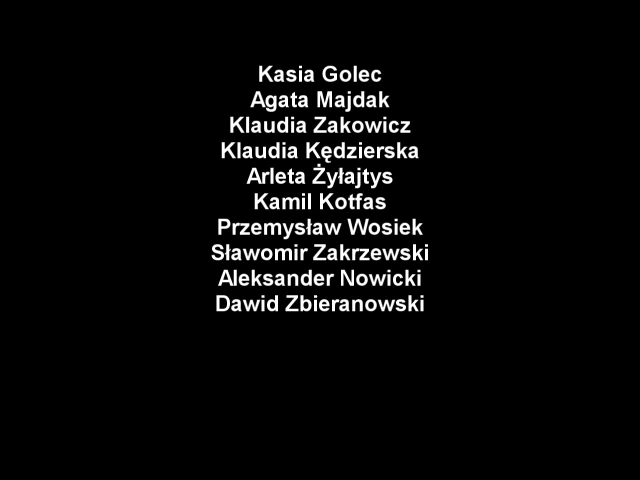 Kasia Golec
Agata Majdak
Klaudia Zakowicz
Klaudia Kędzierska
Arleta Żyłajtys
Kamil Kotfas
Przemysław Wosiek
Sławomir Zakrzewski
Aleksander Nowicki
Dawid Zbieranowski